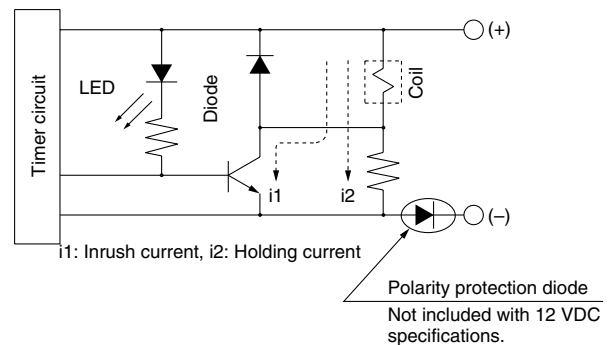 (+)
LED
Diode
Coil
Timer circuit
i1
i2
(–)
i1: Inrush current, i2: Holding current
Polarity protection diode
Not included with 12 VDC
specifications.